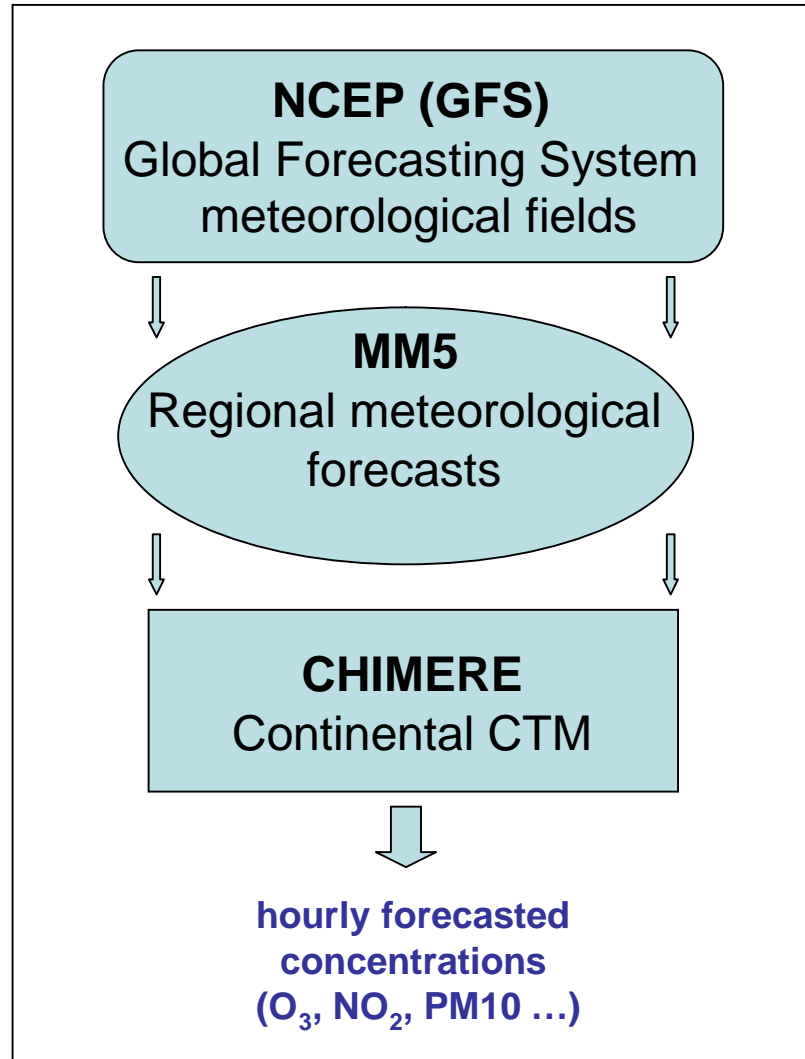 NCEP (GFS)
Global Forecasting System
meteorological fields
MM5
Regional meteorological
forecasts
CHIMERE
Continental CTM
hourly forecasted
concentrations
(O₃, NO₂, PM10 …)